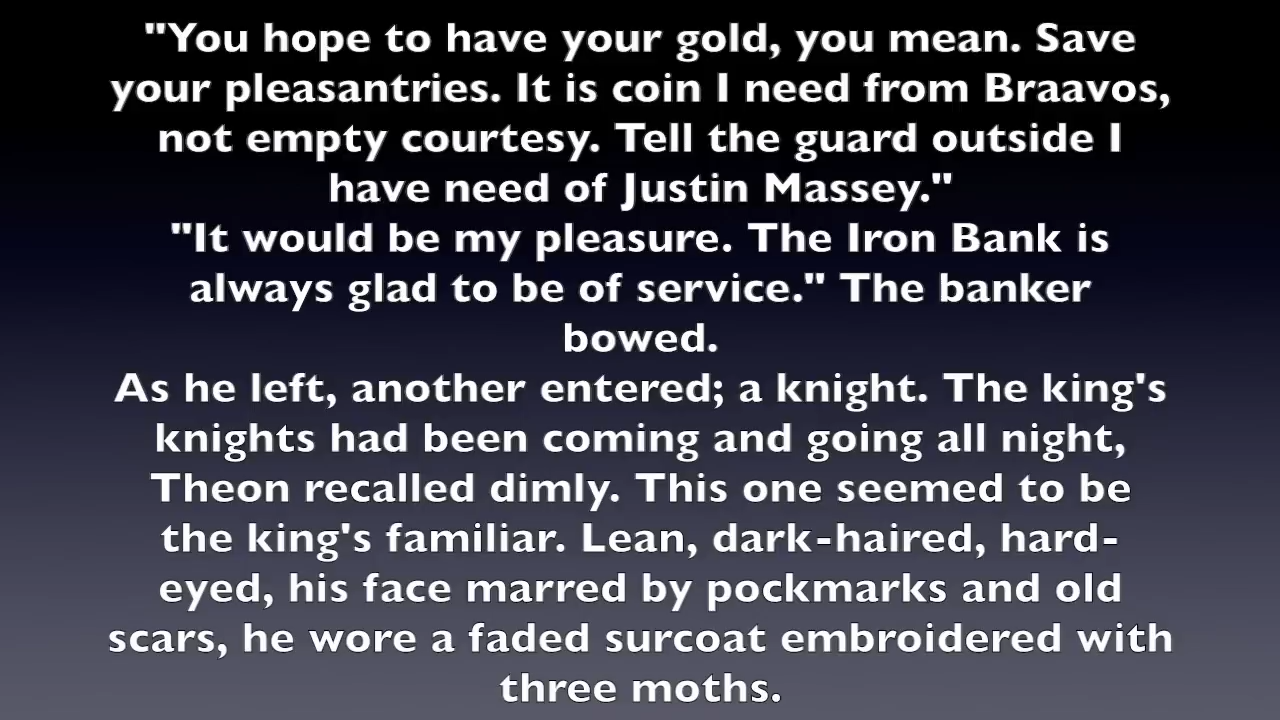 "You hope to have your gold, you mean. Save
your pleasantries. It is coin I need from Braavos,
not empty courtesy. Tell the guard outside I
have need of Justin Massey."
"It would be my pleasure. The Iron Bank is
always glad to be of service." The banker
bowed.
As he left, another entered; a knight. The king's
knights had been coming and going all night,
Theon recalled dimly. This one seemed to be
the king's familiar. Lean, dark-haired, hard-
eyed, his face marred by pockmarks and old
scars, he wore a faded surcoat embroidered with
three moths.